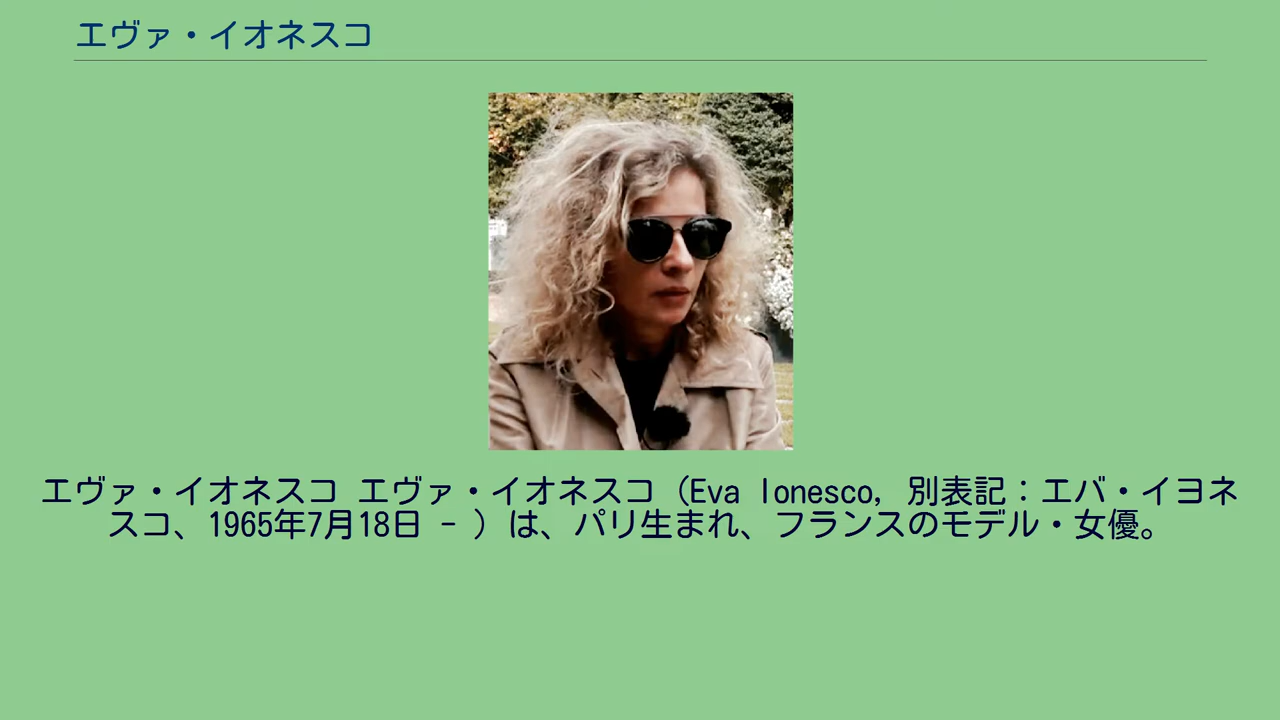 エヴァ・イオネスコ
エヴァ・イオネスコ エヴァ・イオネスコ（Eva Ionesco, 別表記：エバ・イヨネ
スコ、1965年7月18日 - ）は、パリ生まれ、フランスのモデル・女優。